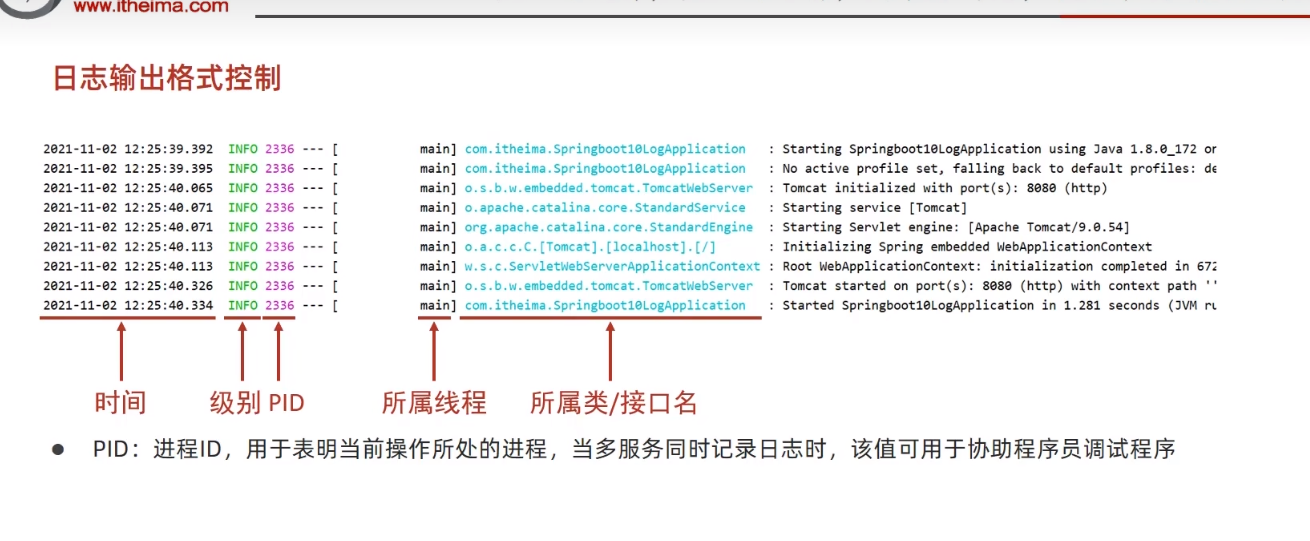 www.itheima.com
日志输出格式控制
2021-11-02 12:25:39.392 INFO 2336 --- [ main] com.itheima.Springboot10LogApplication : Starting Springboot10LogApplication using Java 1.8.0_172 on
2021-11-02 12:25:39.395 INFO 2336 --- [ main] com.itheima.Springboot10LogApplication : No active profile set, falling back to default profiles: de
2021-11-02 12:25:40.065 INFO 2336 --- [ main] o.s.b.w.embedded.tomcat.TomcatWebServer : Tomcat initialized with port(s): 8080 (http)
2021-11-02 12:25:40.071 INFO 2336 --- [ main] o.apache.catalina.core.StandardService : Starting service [Tomcat]
2021-11-02 12:25:40.071 INFO 2336 --- [ main] org.apache.catalina.core.StandardEngine : Starting Servlet engine: [Apache Tomcat/9.0.54]
2021-11-02 12:25:40.113 INFO 2336 --- [ main] o.a.c.c.C.[Tomcat].[localhost].[/] : Initializing Spring embedded WebApplicationContext
2021-11-02 12:25:40.113 INFO 2336 --- [ main] w.s.c.ServletWebServerApplicationContext : Root WebApplicationContext: initialization completed in 672
2021-11-02 12:25:40.326 INFO 2336 --- [ main] o.s.b.w.embedded.tomcat.TomcatWebServer : Tomcat started on port(s): 8080 (http) with context path ''
2021-11-02 12:25:40.334 INFO 2336 --- [ main] com.itheima.Springboot10LogApplication : Started Springboot10LogApplication in 1.281 seconds (JVM ru
时间 级别 PID 所属线程 所属类/接口名
● PID：进程ID，用于表明当前操作所处的进程，当多服务同时记录日志时，该值可用于协助程序员调试程序